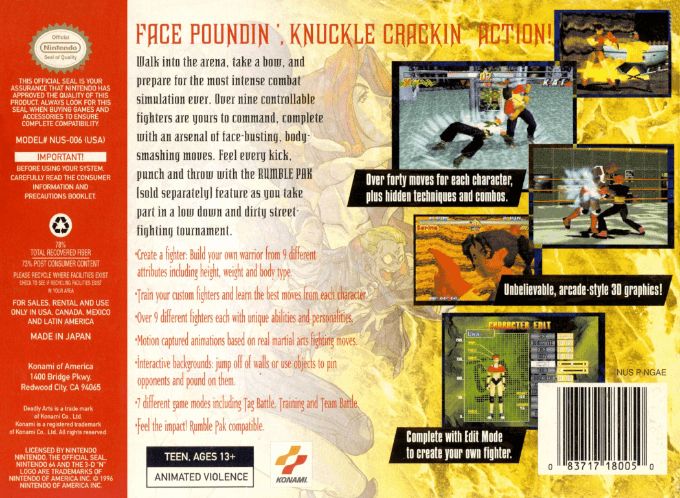 Official
Nintendo
Seal of Quality
THIS OFFICIAL SEAL IS YOUR
ASSURANCE THAT NINTENDO HAS
APPROVED THE QUALITY OF THIS
PRODUCT. ALWAYS LOOK FOR THIS
SEAL WHEN BUYING GAMES AND
ACCESSORIES TO ENSURE
COMPLETE COMPATIBILITY.
MODEL# NUS-006 (USA)
IMPORTANT!
BEFORE USING YOUR SYSTEM,
CAREFULLY READ THE CONSUMER
INFORMATION AND
PRECAUTIONS BOOKLET.
78%
TOTAL RECOVERED FIBER
73% POST CONSUMER CONTENT
PLEASE RECYCLE WHERE FACILITIES EXIST
CHECK TO SEE IF RECYCLING FACILITIES EXIST
IN YOUR AREA
FOR SALES, RENTAL AND USE
ONLY IN USA, CANADA, MEXICO
AND LATIN AMERICA
MADE IN JAPAN
Konami of America
1400 Bridge Pkwy.
Redwood City, CA 94065
Deadly Arts is a trade mark
of Konami Co., Ltd.
Konami is a registered trademark
of Konami Co., Ltd. All rights reserved.
LICENSED BY NINTENDO
NINTENDO, THE OFFICIAL SEAL,
NINTENDO 64 AND THE 3-D "N"
LOGO ARE TRADEMARKS OF
NINTENDO OF AMERICA INC. © 1996
NINTENDO OF AMERICA INC.
FACE POUNDIN', KNUCKLE CRACKIN' ACTION!
Walk into the arena, take a bow, and
prepare for the most intense combat
simulation ever. Over nine controllable
fighters are yours to command, complete
with an arsenal of face-busting, body-
smashing moves. Feel every kick,
punch and throw with the RUMBLE PAK
(sold separately) feature as you take
part in a low down and dirty street-
fighting tournament.
•Create a fighter: Build your own warrior from 9 different
attributes including height, weight and body type.
•Train your custom fighters and learn the best moves from each character
•Over 9 different fighters each with unique abilities and personalities.
•Motion captured animations based on real martial arts fighting moves.
•Interactive backgrounds: jump off of walls or use objects to pin
opponents and pound on them.
•7 different game modes including Tag Battle, Training and Team Battle.
•Feel the impact! Rumble Pak compatible.
TEEN, AGES 13+
ANIMATED VIOLENCE
KONAMI
Over forty moves for each character,
plus hidden techniques and combos.
Unbelievable, arcade-style 3D graphics!
CHARACTER EDIT
Complete with Edit Mode
to create your own fighter.
NUS P NGAE
0 83717 18005 0